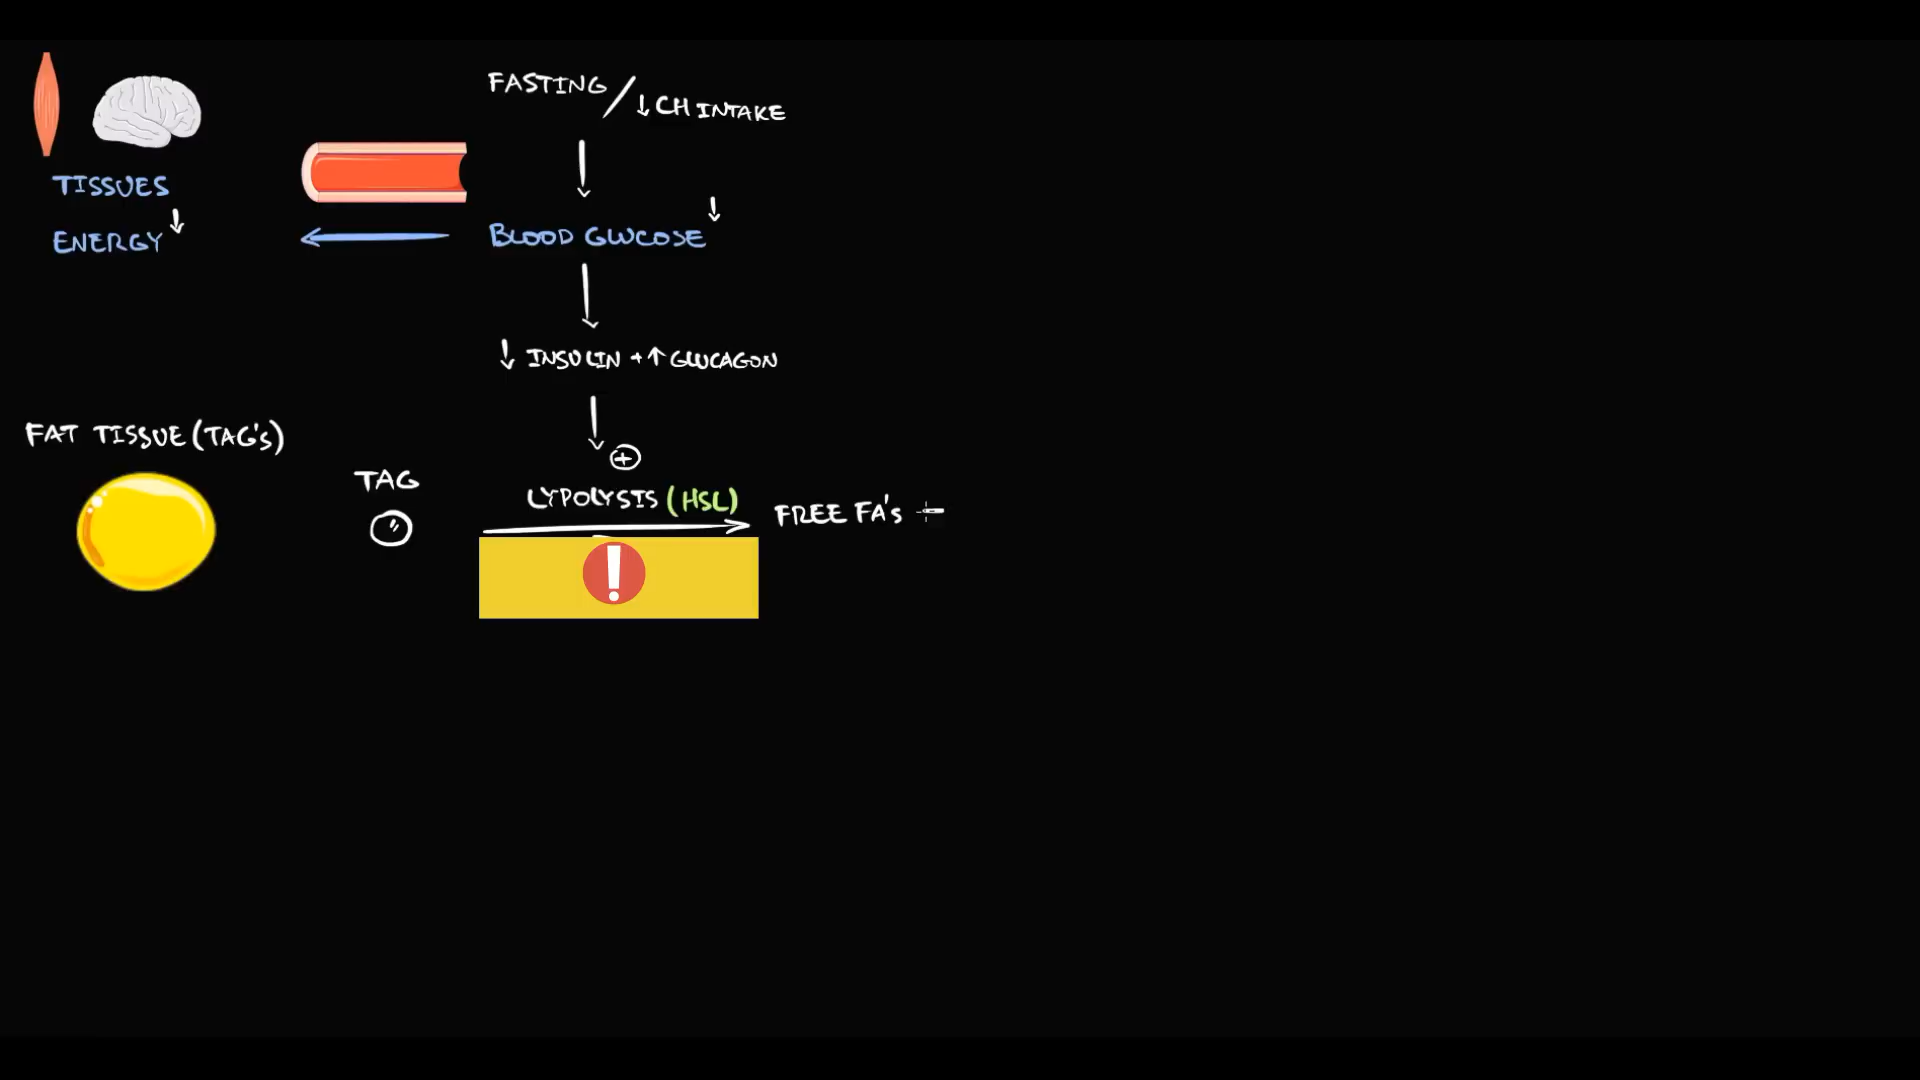 FASTING / ↓ CH INTAKE
TISSUES
ENERGY ↓
BLOOD GLUCOSE ↓
↓ INSULIN + ↑ GLUCAGON
FAT TISSUE (TAG'S)
TAG
+
LYPOLYSIS (HSL)
FREE FA'S +
!